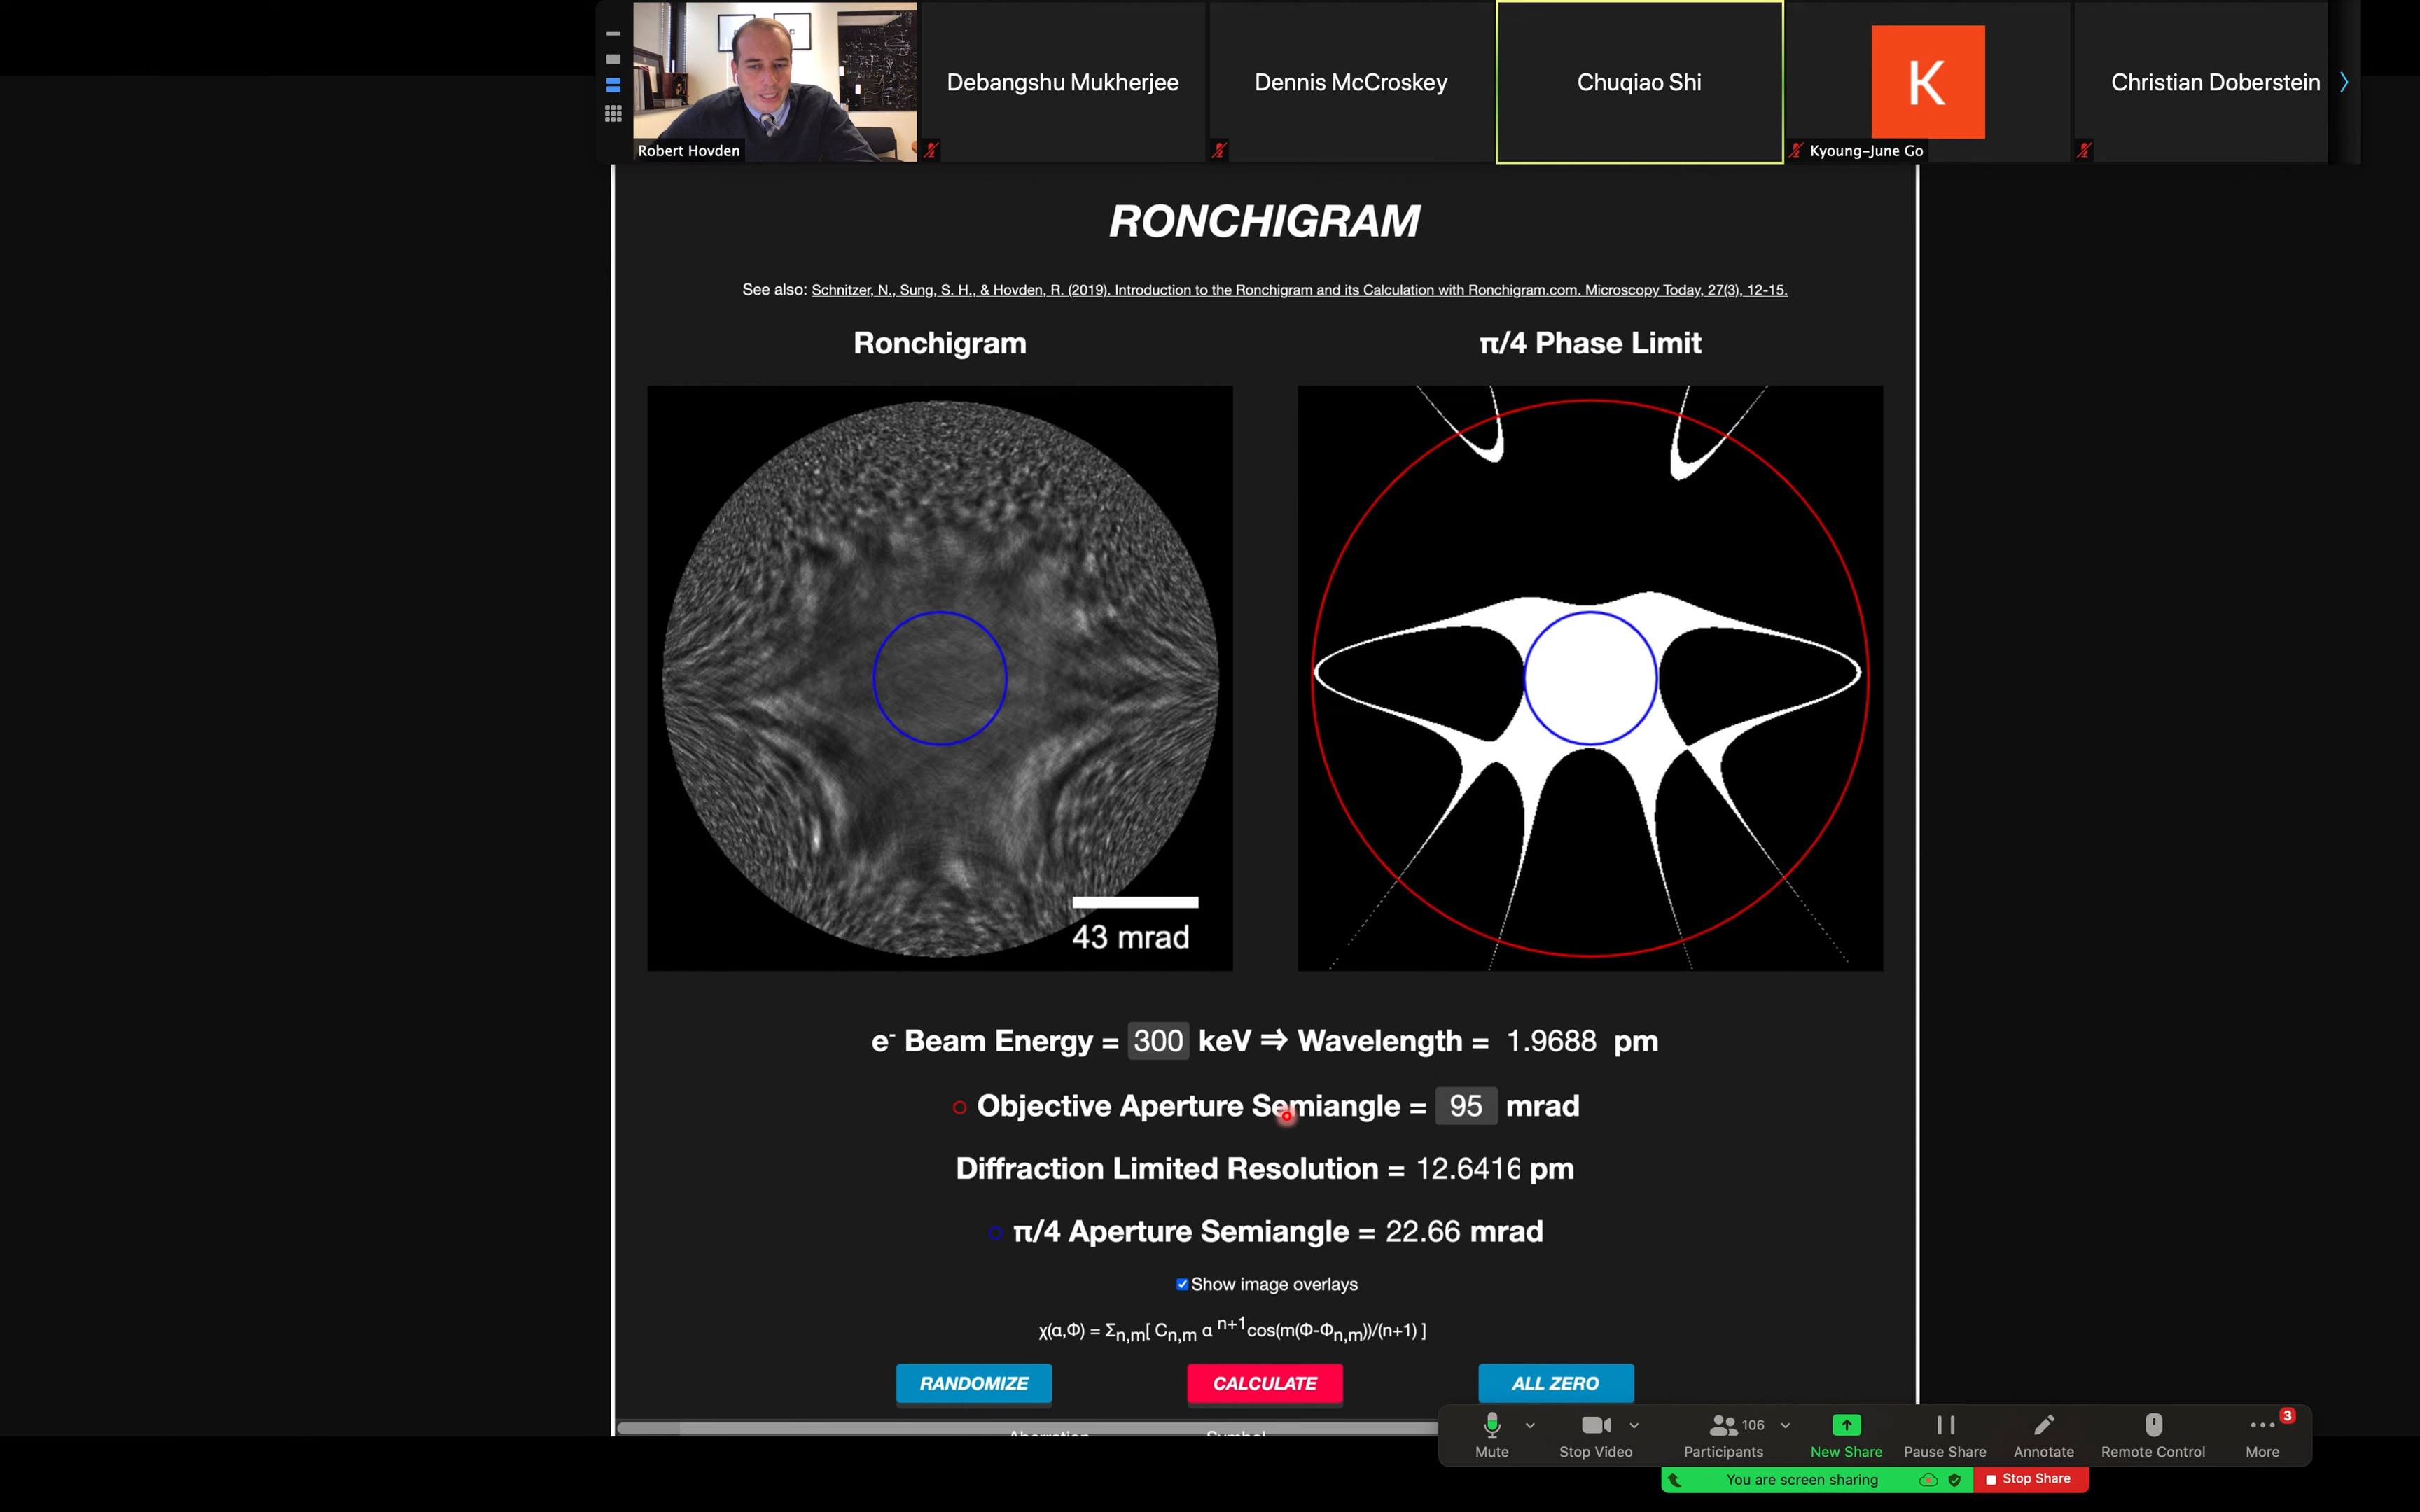 Robert Hovden
Debangshu Mukherjee
Dennis McCroskey
Chuqiao Shi
K
Kyoung-June Go
Christian Doberstein
RONCHIGRAM
See also: Schnitzer, N., Sung, S. H., & Hovden, R. (2019). Introduction to the Ronchigram and its Calculation with Ronchigram.com. Microscopy Today, 27(3), 12-15.
Ronchigram
π/4 Phase Limit
43 mrad
e⁻ Beam Energy = 300 keV ⇒ Wavelength = 1.9688 pm
Objective Aperture Semiangle = 95 mrad
Diffraction Limited Resolution = 12.6416 pm
π/4 Aperture Semiangle = 22.66 mrad
Show image overlays
χ(α,Φ) = Σn,m[ Cn,m α n+1cos(m(Φ-Φn,m))/(n+1) ]
RANDOMIZE
CALCULATE
ALL ZERO
Aberration Symbol
106
3
Mute
Stop Video
Participants
New Share
Pause Share
Annotate
Remote Control
More
You are screen sharing
Stop Share